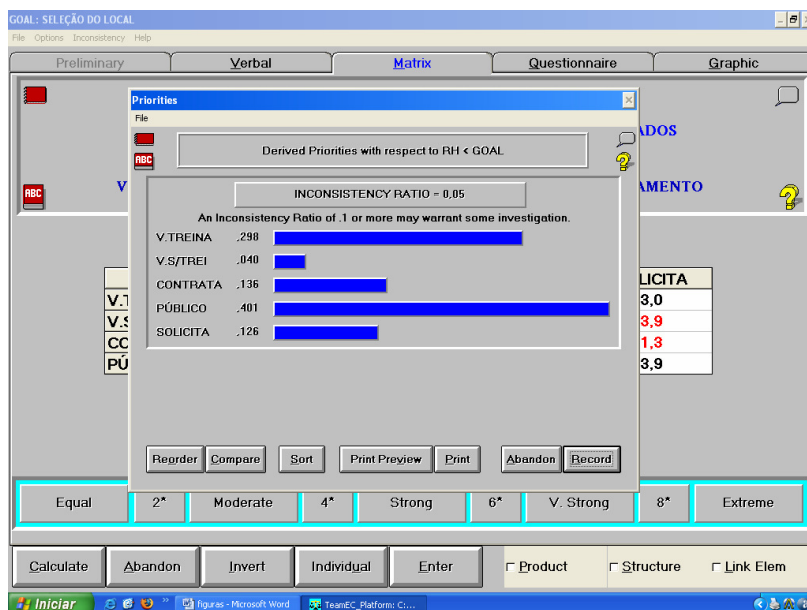 GOAL: SELEÇÃO DO LOCAL
File Options Inconsistency Help
Preliminary Verbal Matrix Questionnaire Graphic
Priorities
File
ABC
Derived Priorities with respect to RH < GOAL
INCONSISTENCY RATIO = 0,05
An Inconsistency Ratio of .1 or more may warrant some investigation.
V.TREINA ,298
V.S/TREI ,040
CONTRATA ,136
PÚBLICO ,401
SOLICITA ,126
Reorder Compare Sort Print Preview Print Abandon Record
ABC
V
ADOS
AMENTO
LICITA
V.T 3,0
V.S 3,9
CO 1,3
PÚ 3,9
Equal 2* Moderate 4* Strong 6* V. Strong 8* Extreme
Calculate Abandon Invert Individual Enter Product Structure Link Elem
Iniciar figuras - Microsoft Word TeamEC_Platform: C:...